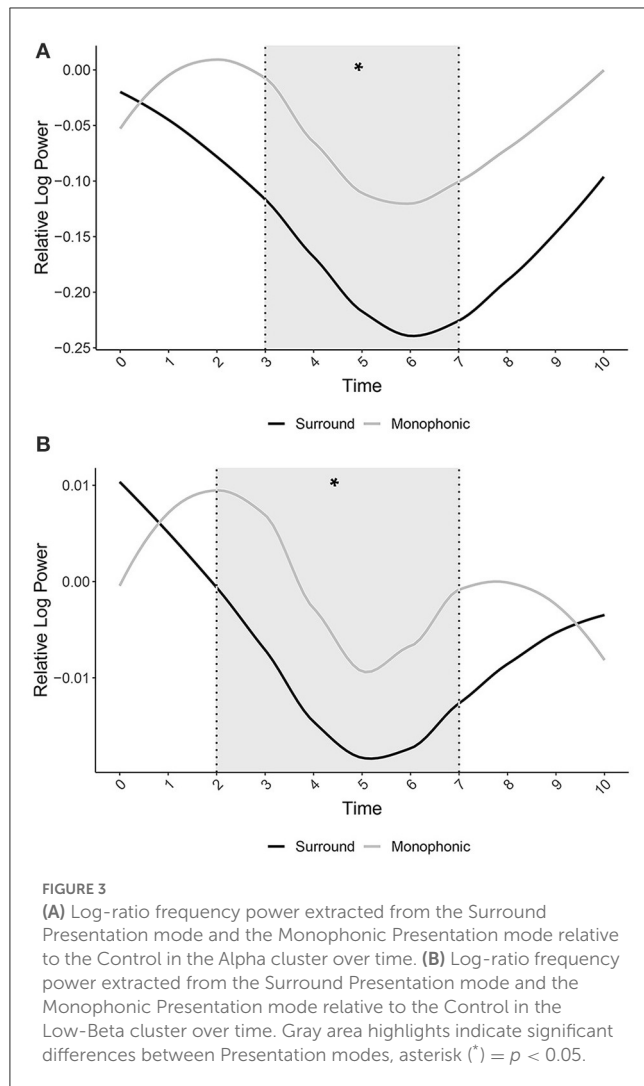 A
0.00
−0.05
−0.10
−0.15
−0.20
−0.25
Relative Log Power
*
0 1 2 3 4 5 6 7 8 9 10
Time
Surround Monophonic
B
0.01
0.00
−0.01
Relative Log Power
*
0 1 2 3 4 5 6 7 8 9 10
Time
Surround Monophonic
FIGURE 3
(A) Log-ratio frequency power extracted from the Surround
Presentation mode and the Monophonic Presentation mode relative
to the Control in the Alpha cluster over time. (B) Log-ratio frequency
power extracted from the Surround Presentation mode and the
Monophonic Presentation mode relative to the Control in the
Low-Beta cluster over time. Gray area highlights indicate significant
differences between Presentation modes, asterisk (*) = p < 0.05.